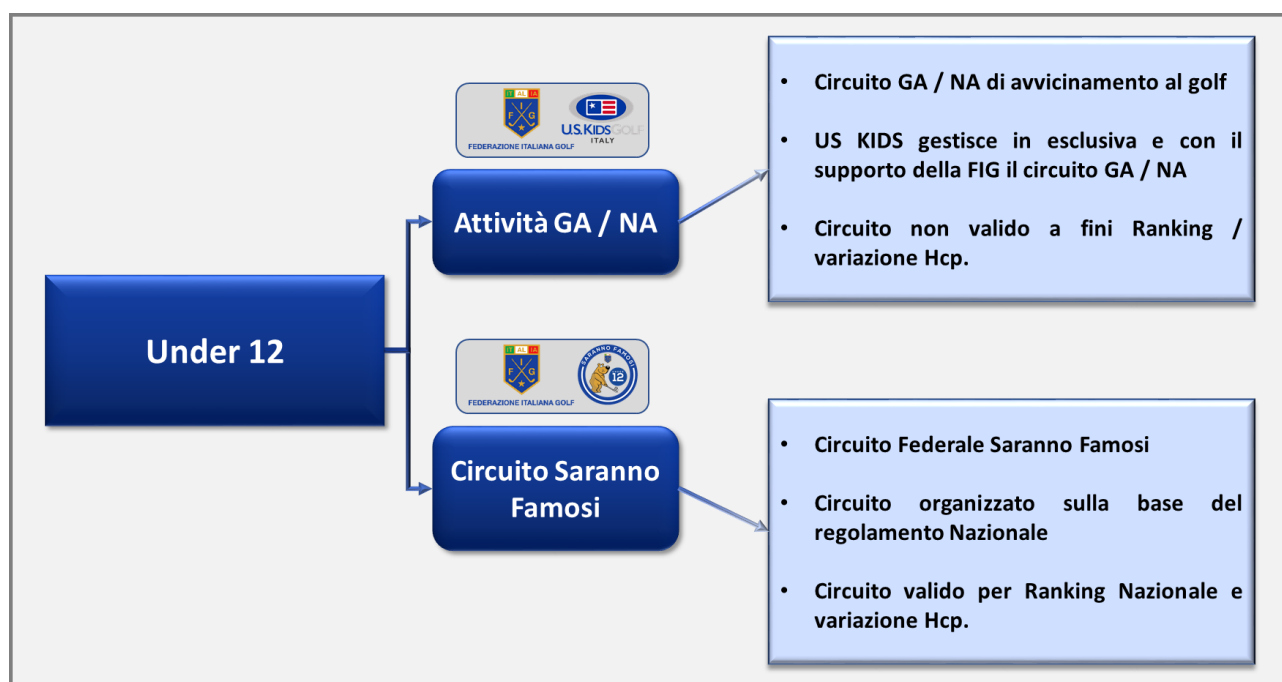 Under 12
IT AL IA
F I G
FEDERAZIONE ITALIANA GOLF
U.S.KIDSGOLF
ITALY
Attività GA / NA
• Circuito GA / NA di avvicinamento al golf
• US KIDS gestisce in esclusiva e con il
supporto della FIG il circuito GA / NA
• Circuito non valido a fini Ranking /
variazione Hcp.
IT AL IA
F I G
FEDERAZIONE ITALIANA GOLF
SARANNO FAMOSI
12
Circuito Saranno
Famosi
• Circuito Federale Saranno Famosi
• Circuito organizzato sulla base del
regolamento Nazionale
• Circuito valido per Ranking Nazionale e
variazione Hcp.